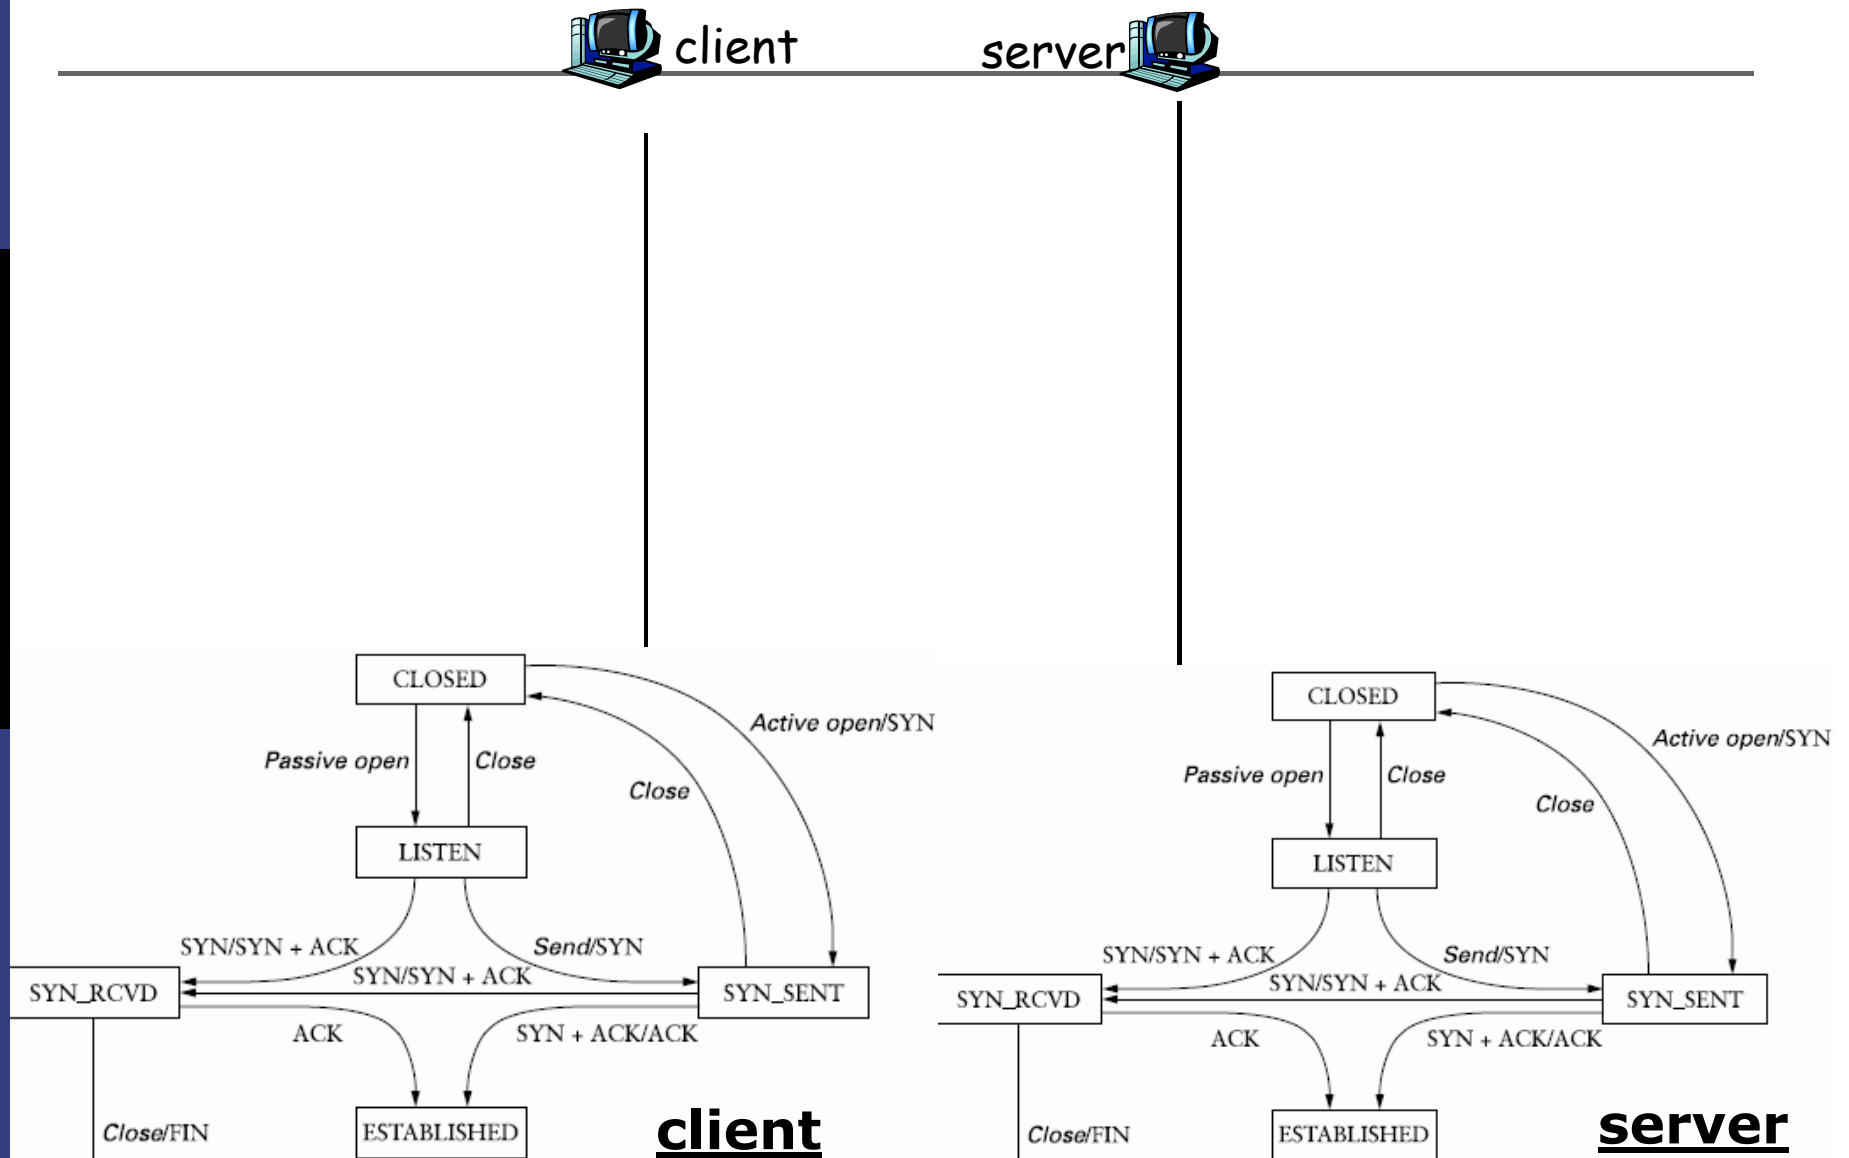 client
server
CLOSED
Active open/SYN
Passive open
Close
Close
LISTEN
SYN/SYN + ACK
Send/SYN
SYN/SYN + ACK
SYN_RCVD
SYN_SENT
ACK
SYN + ACK/ACK
Close/FIN
ESTABLISHED
client
CLOSED
Active open/SYN
Passive open
Close
Close
LISTEN
SYN/SYN + ACK
Send/SYN
SYN/SYN + ACK
SYN_RCVD
SYN_SENT
ACK
SYN + ACK/ACK
Close/FIN
ESTABLISHED
server